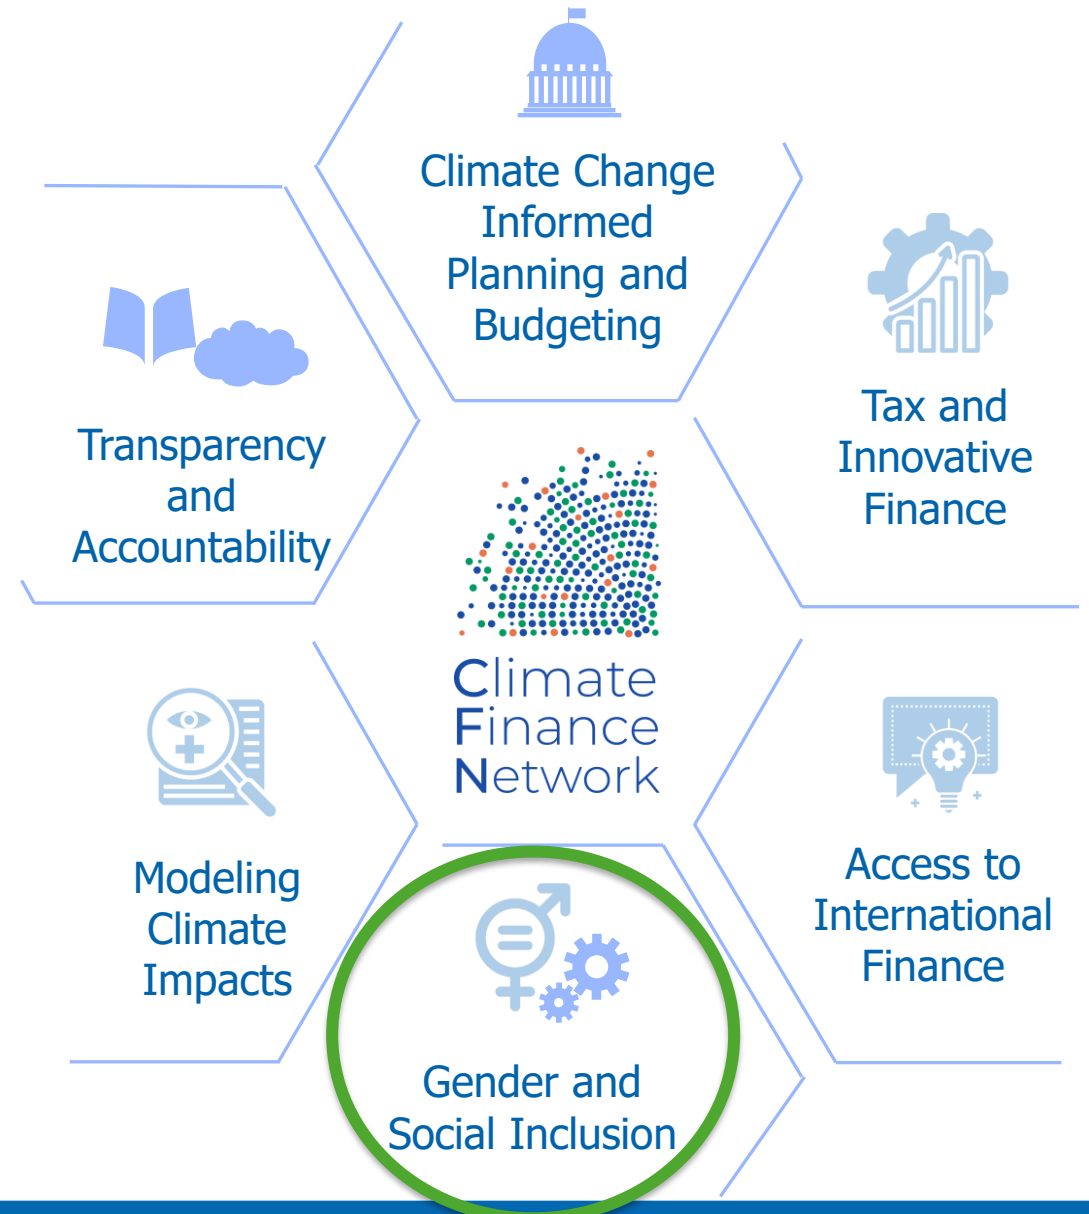 Climate Change
Informed
Planning and
Budgeting
Transparency
and
Accountability
Tax and
Innovative
Finance
Climate
Finance
Network
Modeling
Climate
Impacts
Access to
International
Finance
Gender and
Social Inclusion